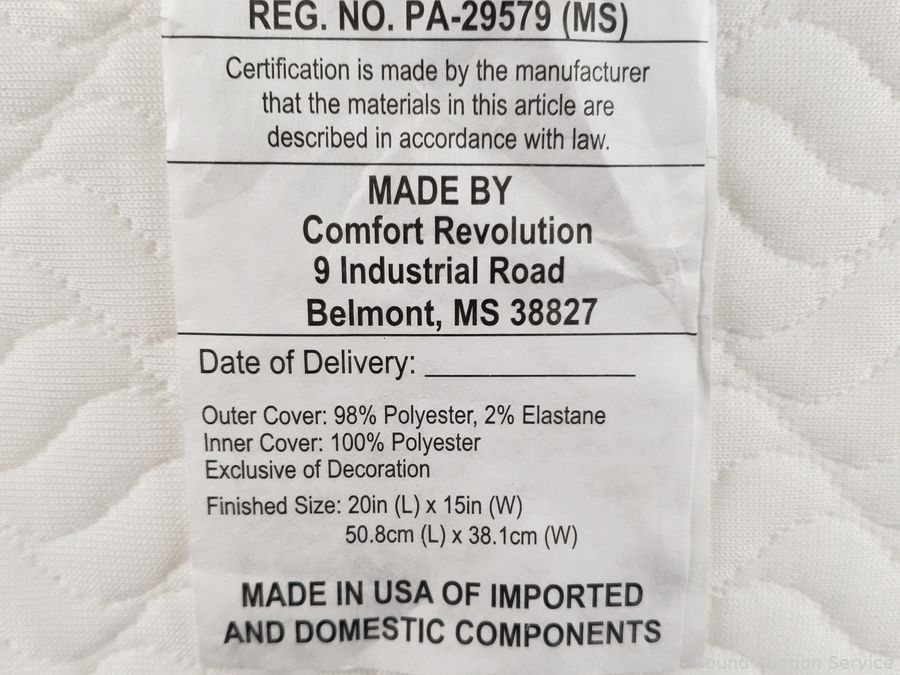 REG. NO. PA-29579 (MS)
Certification is made by the manufacturer
that the materials in this article are
described in accordance with law.
MADE BY
Comfort Revolution
9 Industrial Road
Belmont, MS 38827
Date of Delivery: _______________
Outer Cover: 98% Polyester, 2% Elastane
Inner Cover: 100% Polyester
Exclusive of Decoration
Finished Size: 20in (L) x 15in (W)
50.8cm (L) x 38.1cm (W)
MADE IN USA OF IMPORTED
AND DOMESTIC COMPONENTS
Auction Service